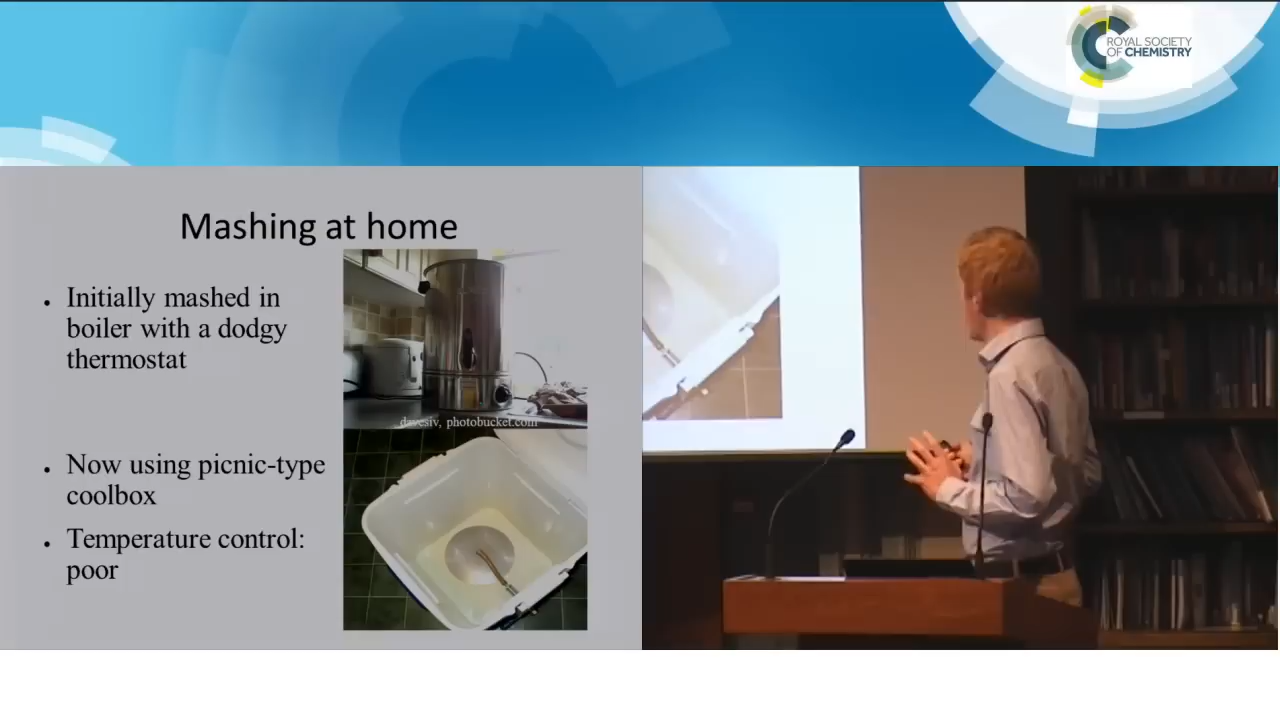 ROYAL SOCIETY
OF CHEMISTRY
Mashing at home
Initially mashed in
boiler with a dodgy
thermostat
davesiv, photobucket.com
Now using picnic-type
coolbox
Temperature control:
poor